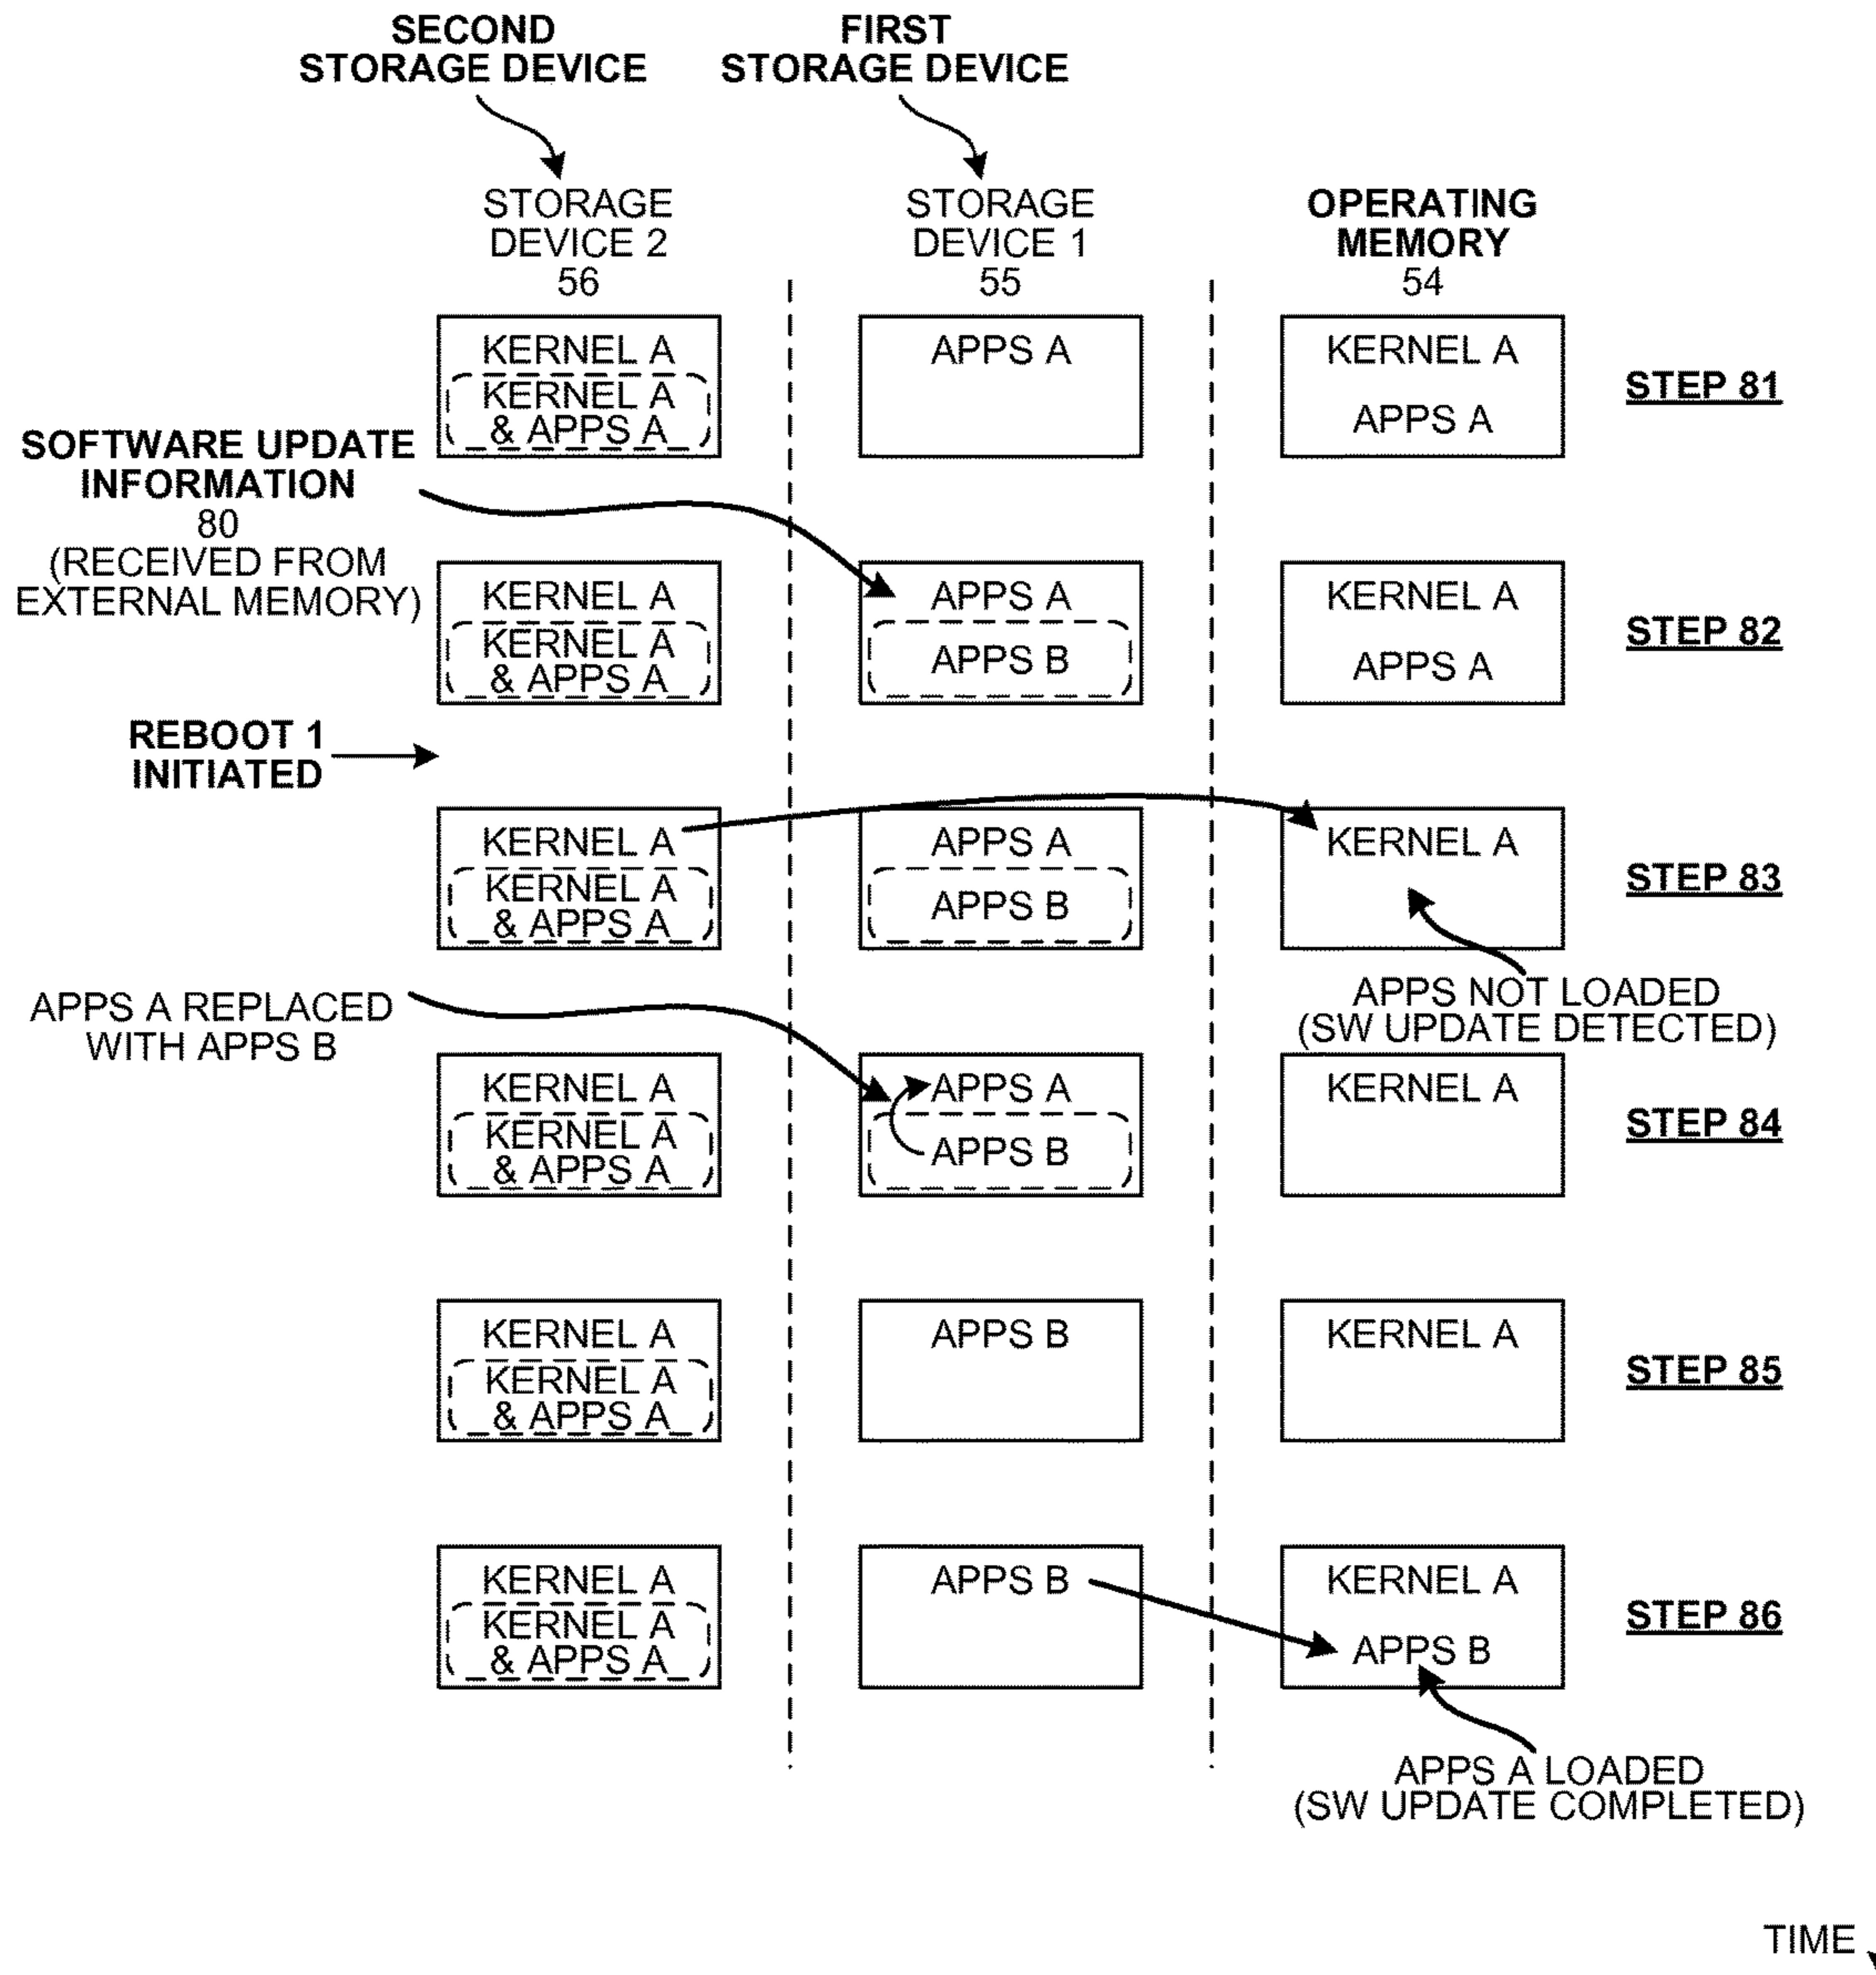 SECOND
STORAGE DEVICE
FIRST
STORAGE DEVICE
STORAGE
DEVICE 2
56
STORAGE
DEVICE 1
55
OPERATING
MEMORY
54
KERNEL A
KERNEL A
& APPS A
APPS A
KERNEL A
APPS A
STEP 81
SOFTWARE UPDATE
INFORMATION
80
(RECEIVED FROM
EXTERNAL MEMORY)
KERNEL A
KERNEL A
& APPS A
APPS A
APPS B
KERNEL A
APPS A
STEP 82
REBOOT 1
INITIATED
KERNEL A
KERNEL A
& APPS A
APPS A
APPS B
KERNEL A
STEP 83
APPS NOT LOADED
(SW UPDATE DETECTED)
APPS A REPLACED
WITH APPS B
KERNEL A
KERNEL A
& APPS A
APPS A
APPS B
KERNEL A
STEP 84
KERNEL A
KERNEL A
& APPS A
APPS B
KERNEL A
STEP 85
KERNEL A
KERNEL A
& APPS A
APPS B
KERNEL A
APPS B
STEP 86
APPS A LOADED
(SW UPDATE COMPLETED)
TIME